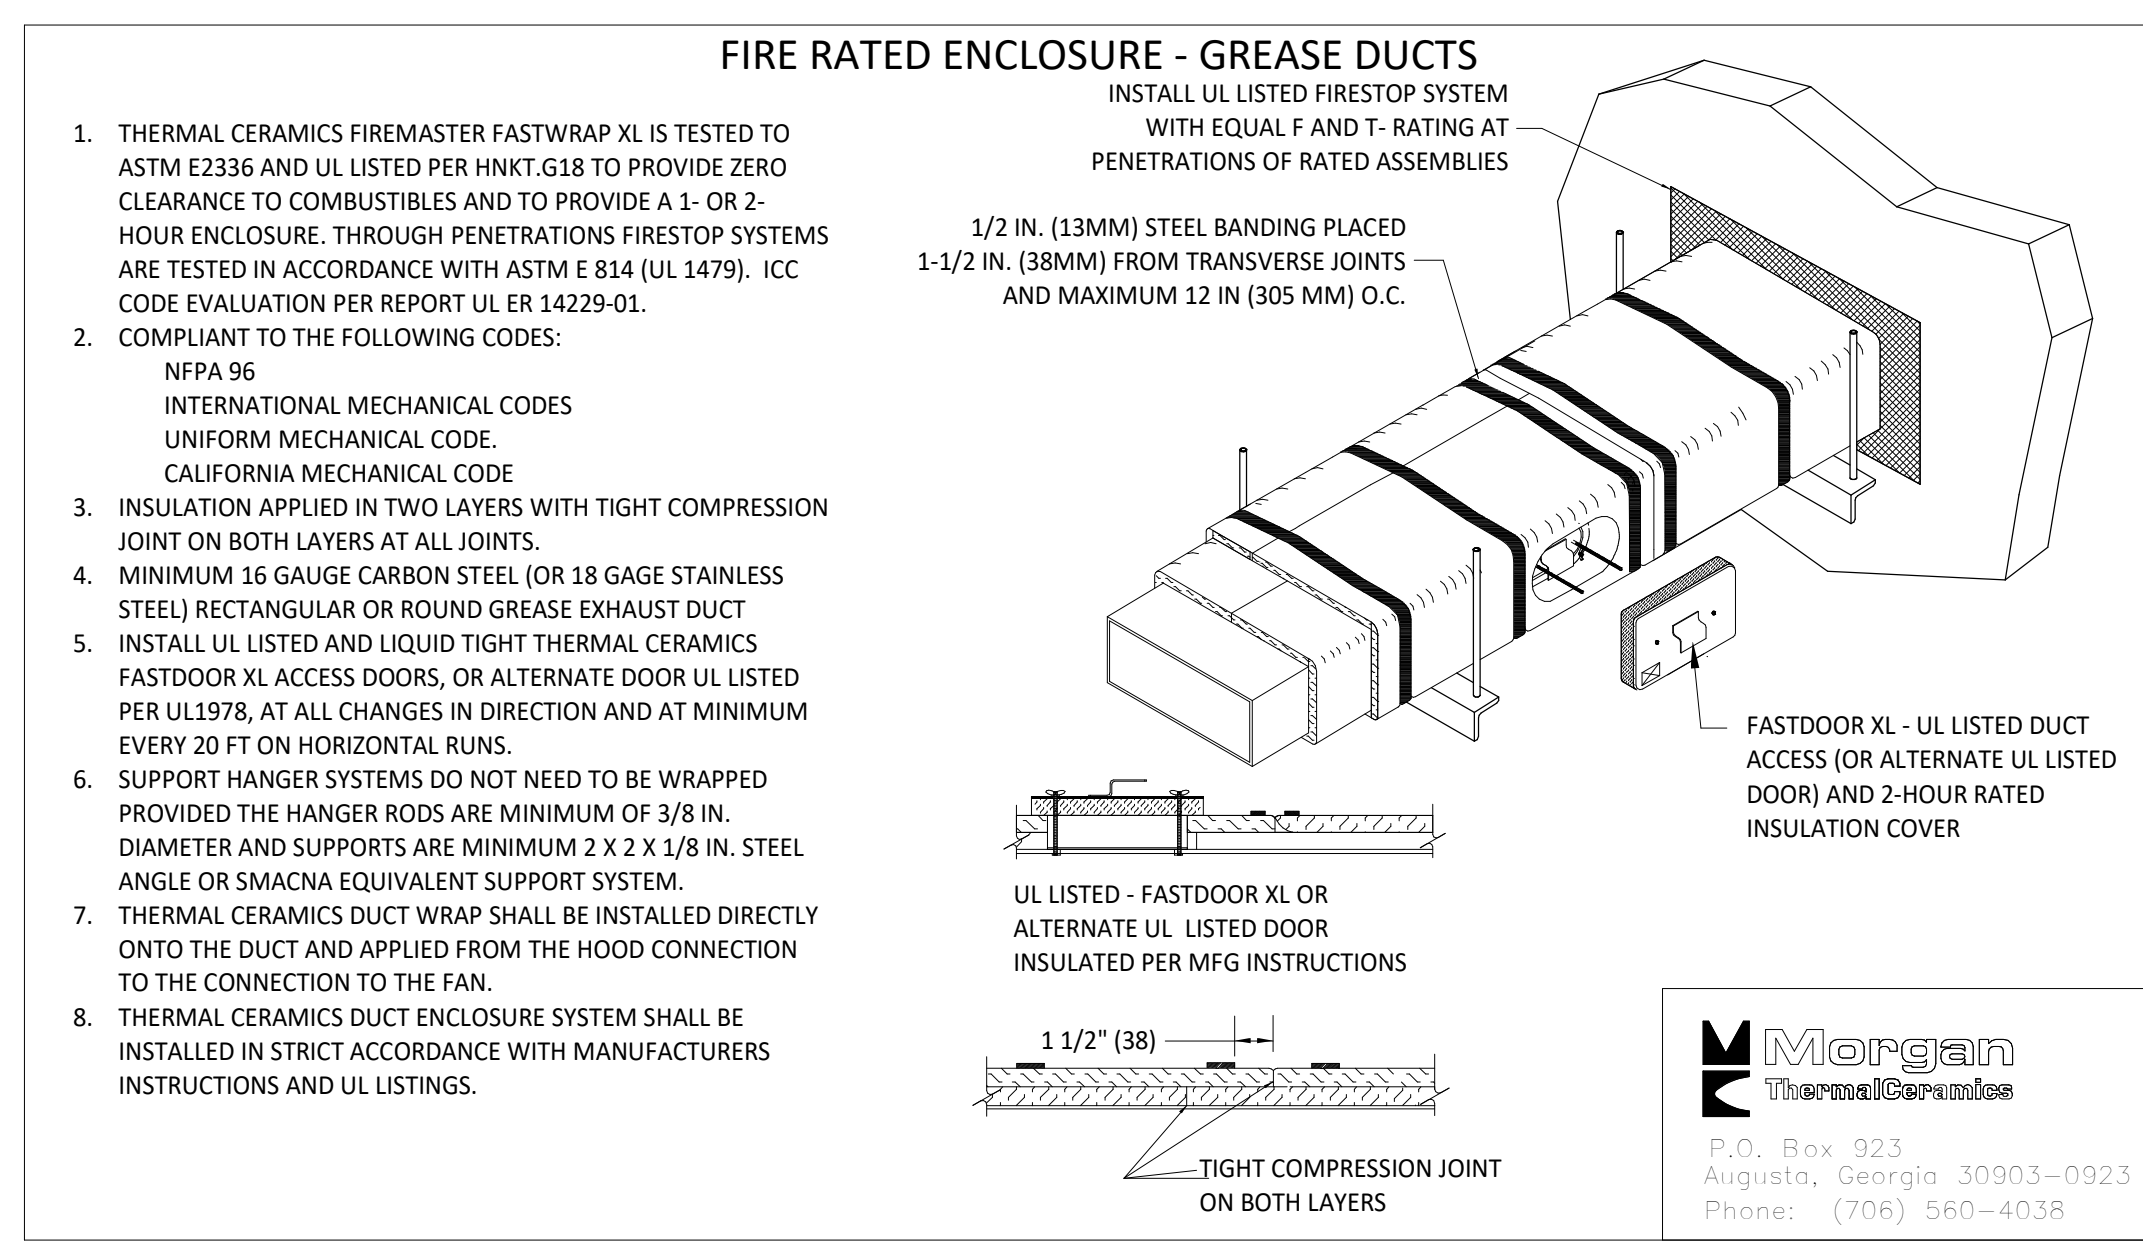 FIRE RATED ENCLOSURE - GREASE DUCTS
1. THERMAL CERAMICS FIREMASTER FASTWRAP XL IS TESTED TO
ASTM E2336 AND UL LISTED PER HNKT.G18 TO PROVIDE ZERO
CLEARANCE TO COMBUSTIBLES AND TO PROVIDE A 1- OR 2-
HOUR ENCLOSURE. THROUGH PENETRATIONS FIRESTOP SYSTEMS
ARE TESTED IN ACCORDANCE WITH ASTM E 814 (UL 1479). ICC
CODE EVALUATION PER REPORT UL ER 14229-01.
2. COMPLIANT TO THE FOLLOWING CODES:
NFPA 96
INTERNATIONAL MECHANICAL CODES
UNIFORM MECHANICAL CODE.
CALIFORNIA MECHANICAL CODE
3. INSULATION APPLIED IN TWO LAYERS WITH TIGHT COMPRESSION
JOINT ON BOTH LAYERS AT ALL JOINTS.
4. MINIMUM 16 GAUGE CARBON STEEL (OR 18 GAGE STAINLESS
STEEL) RECTANGULAR OR ROUND GREASE EXHAUST DUCT
5. INSTALL UL LISTED AND LIQUID TIGHT THERMAL CERAMICS
FASTDOOR XL ACCESS DOORS, OR ALTERNATE DOOR UL LISTED
PER UL1978, AT ALL CHANGES IN DIRECTION AND AT MINIMUM
EVERY 20 FT ON HORIZONTAL RUNS.
6. SUPPORT HANGER SYSTEMS DO NOT NEED TO BE WRAPPED
PROVIDED THE HANGER RODS ARE MINIMUM OF 3/8 IN.
DIAMETER AND SUPPORTS ARE MINIMUM 2 X 2 X 1/8 IN. STEEL
ANGLE OR SMACNA EQUIVALENT SUPPORT SYSTEM.
7. THERMAL CERAMICS DUCT WRAP SHALL BE INSTALLED DIRECTLY
ONTO THE DUCT AND APPLIED FROM THE HOOD CONNECTION
TO THE CONNECTION TO THE FAN.
8. THERMAL CERAMICS DUCT ENCLOSURE SYSTEM SHALL BE
INSTALLED IN STRICT ACCORDANCE WITH MANUFACTURERS
INSTRUCTIONS AND UL LISTINGS.
INSTALL UL LISTED FIRESTOP SYSTEM
WITH EQUAL F AND T- RATING AT
PENETRATIONS OF RATED ASSEMBLIES
1/2 IN. (13MM) STEEL BANDING PLACED
1-1/2 IN. (38MM) FROM TRANSVERSE JOINTS
AND MAXIMUM 12 IN (305 MM) O.C.
FASTDOOR XL - UL LISTED DUCT
ACCESS (OR ALTERNATE UL LISTED
DOOR) AND 2-HOUR RATED
INSULATION COVER
UL LISTED - FASTDOOR XL OR
ALTERNATE UL LISTED DOOR
INSULATED PER MFG INSTRUCTIONS
1 1/2" (38)
TIGHT COMPRESSION JOINT
ON BOTH LAYERS
Morgan
ThermalCeramics
P.O. Box 923
Augusta, Georgia 30903-0923
Phone: (706) 560-4038